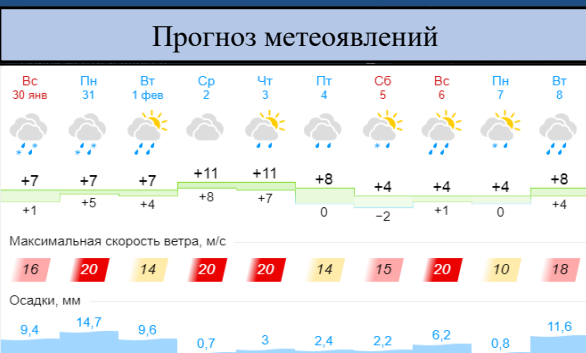 Прогноз метеоявлений
Вс Пн Вт Ср Чт Пт Сб Вс Пн Вт
30 янв 31 1 фев 2 3 4 5 6 7 8
+7 +7 +7 +11 +11 +8 +4 +4 +4 +8
+1 +5 +4 +8 +7 0 −2 +1 0 +4
Максимальная скорость ветра, м/с
16 20 14 20 20 14 15 20 10 18
Осадки, мм
9,4 14,7 9,6 0,7 3 2,4 2,2 6,2 0,8 11,6